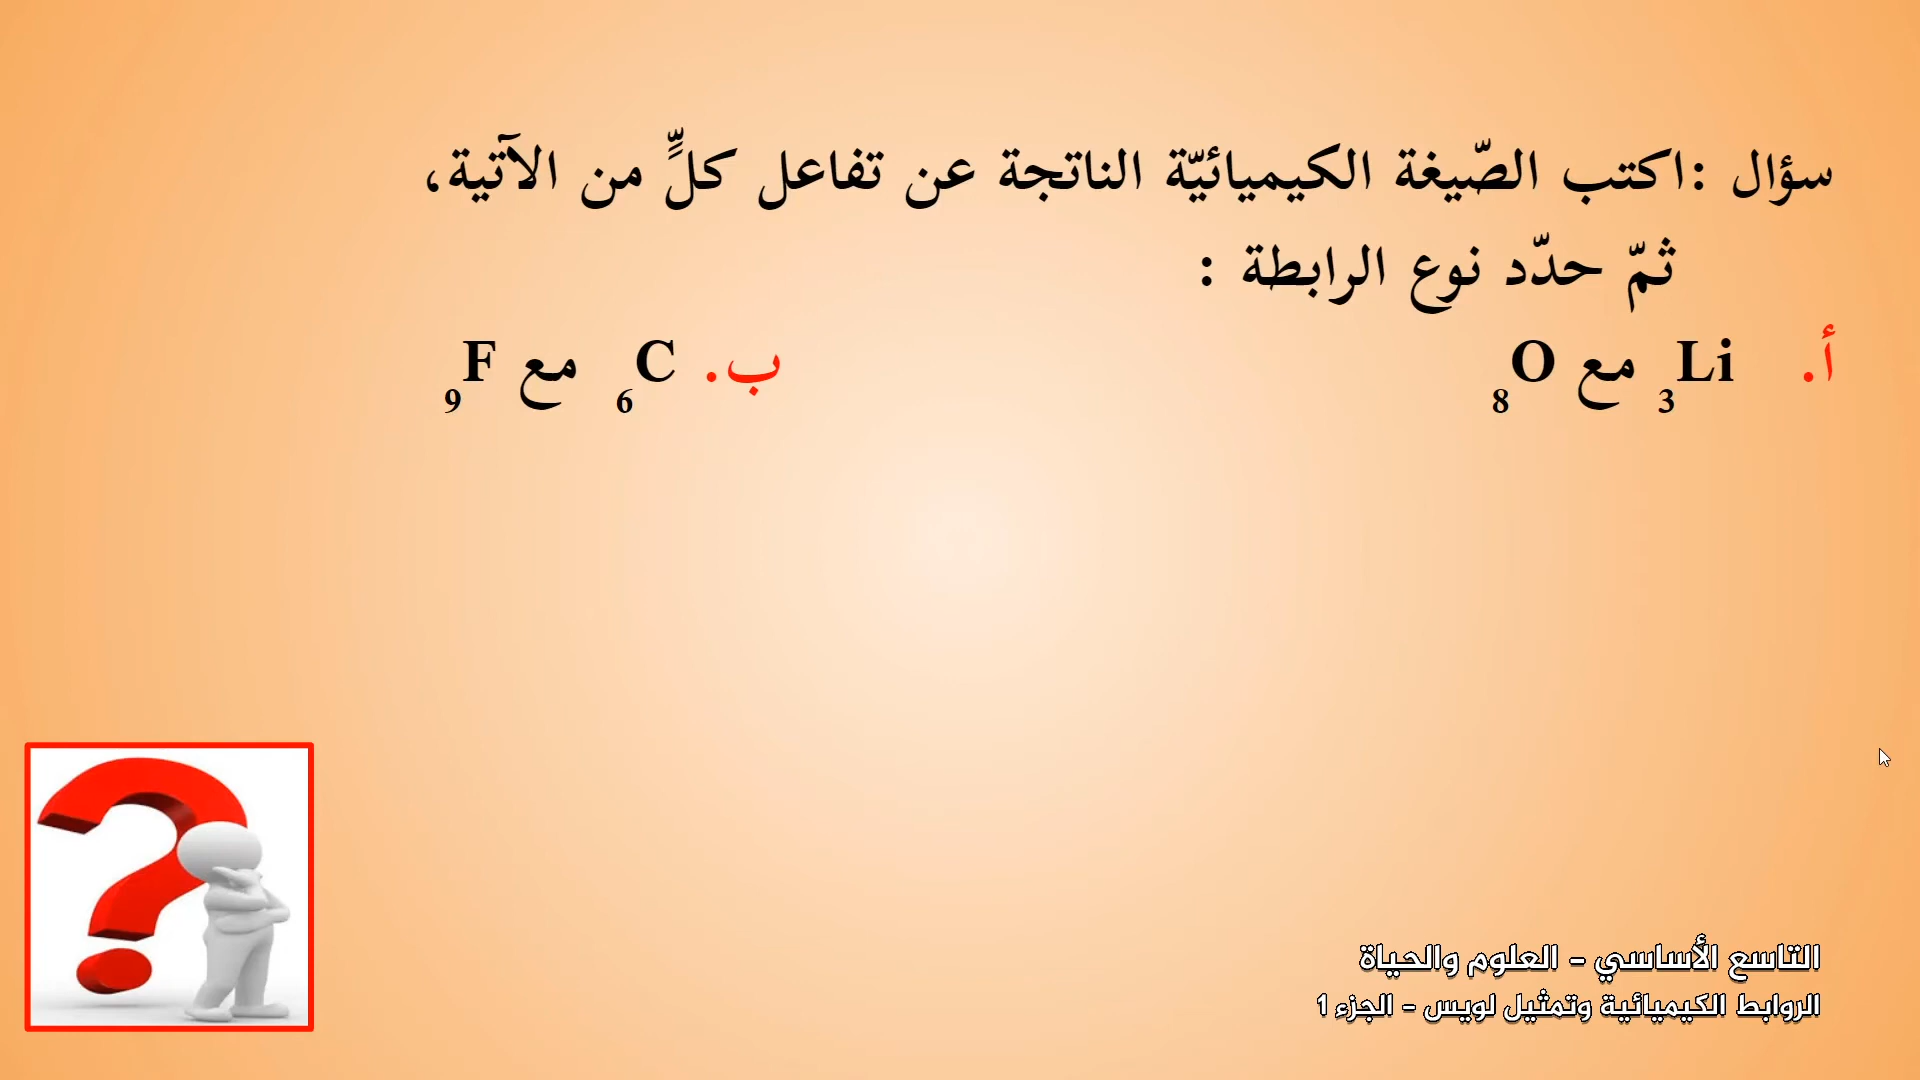 سؤال :اكتب الصّيغة الكيميائيّة الناتجة عن تفاعل كلٍّ من الآتية،
ثمّ حدّد نوع الرابطة :
أ. ₃Li مع ₈O
ب. ₆C مع ₉F
التاسع الأساسي - العلوم والحياة
الروابط الكيميائية وتمثيل لويس - الجزء 1